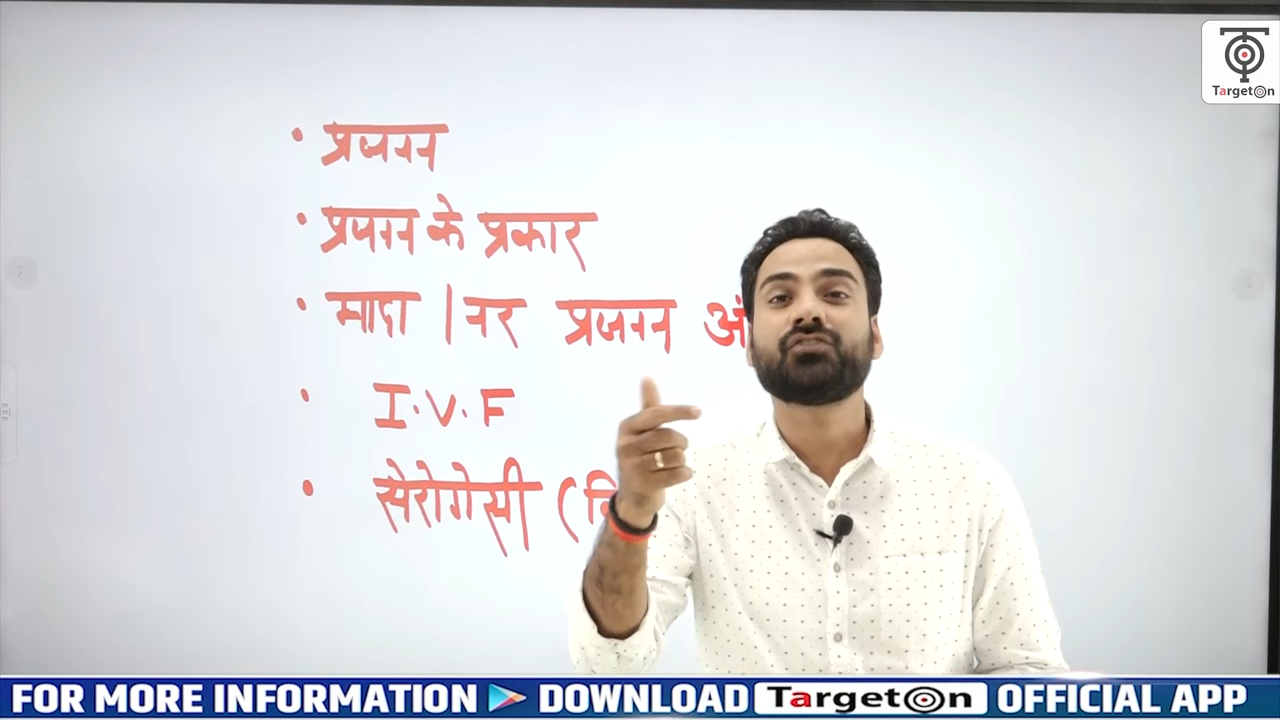 TargetOn
• प्रजनन
• प्रजनन के प्रकार
• मादा | नर प्रजनन अं
• I.V.F
• सेरोगेसी (
FOR MORE INFORMATION DOWNLOAD TargetOn OFFICIAL APP